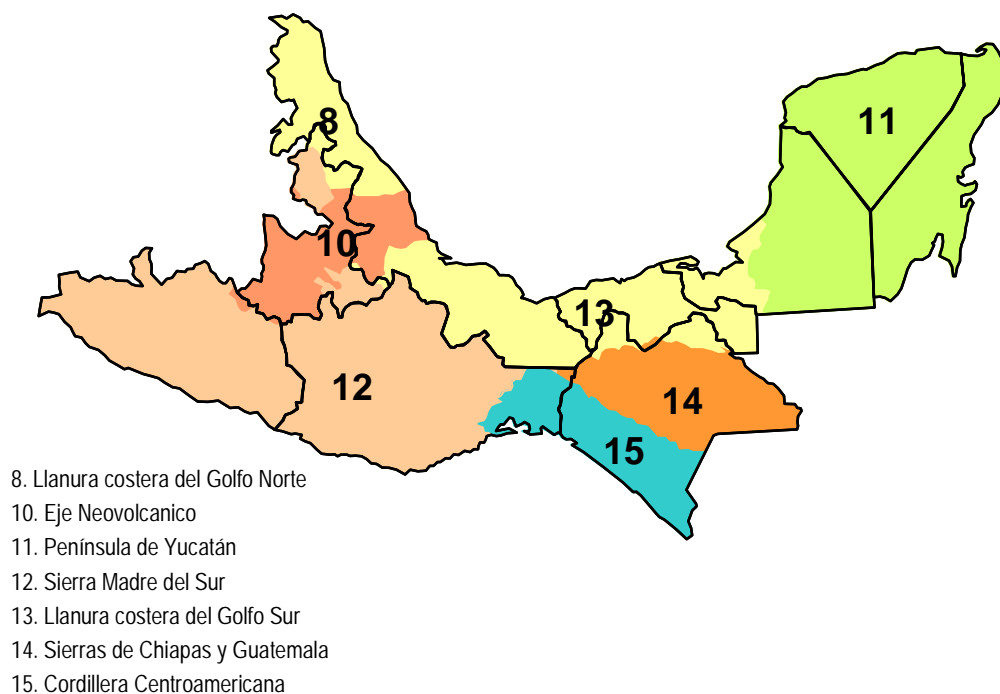 8
11
10
13
12
14
15
8. Llanura costera del Golfo Norte
10. Eje Neovolcanico
11. Península de Yucatán
12. Sierra Madre del Sur
13. Llanura costera del Golfo Sur
14. Sierras de Chiapas y Guatemala
15. Cordillera Centroamericana